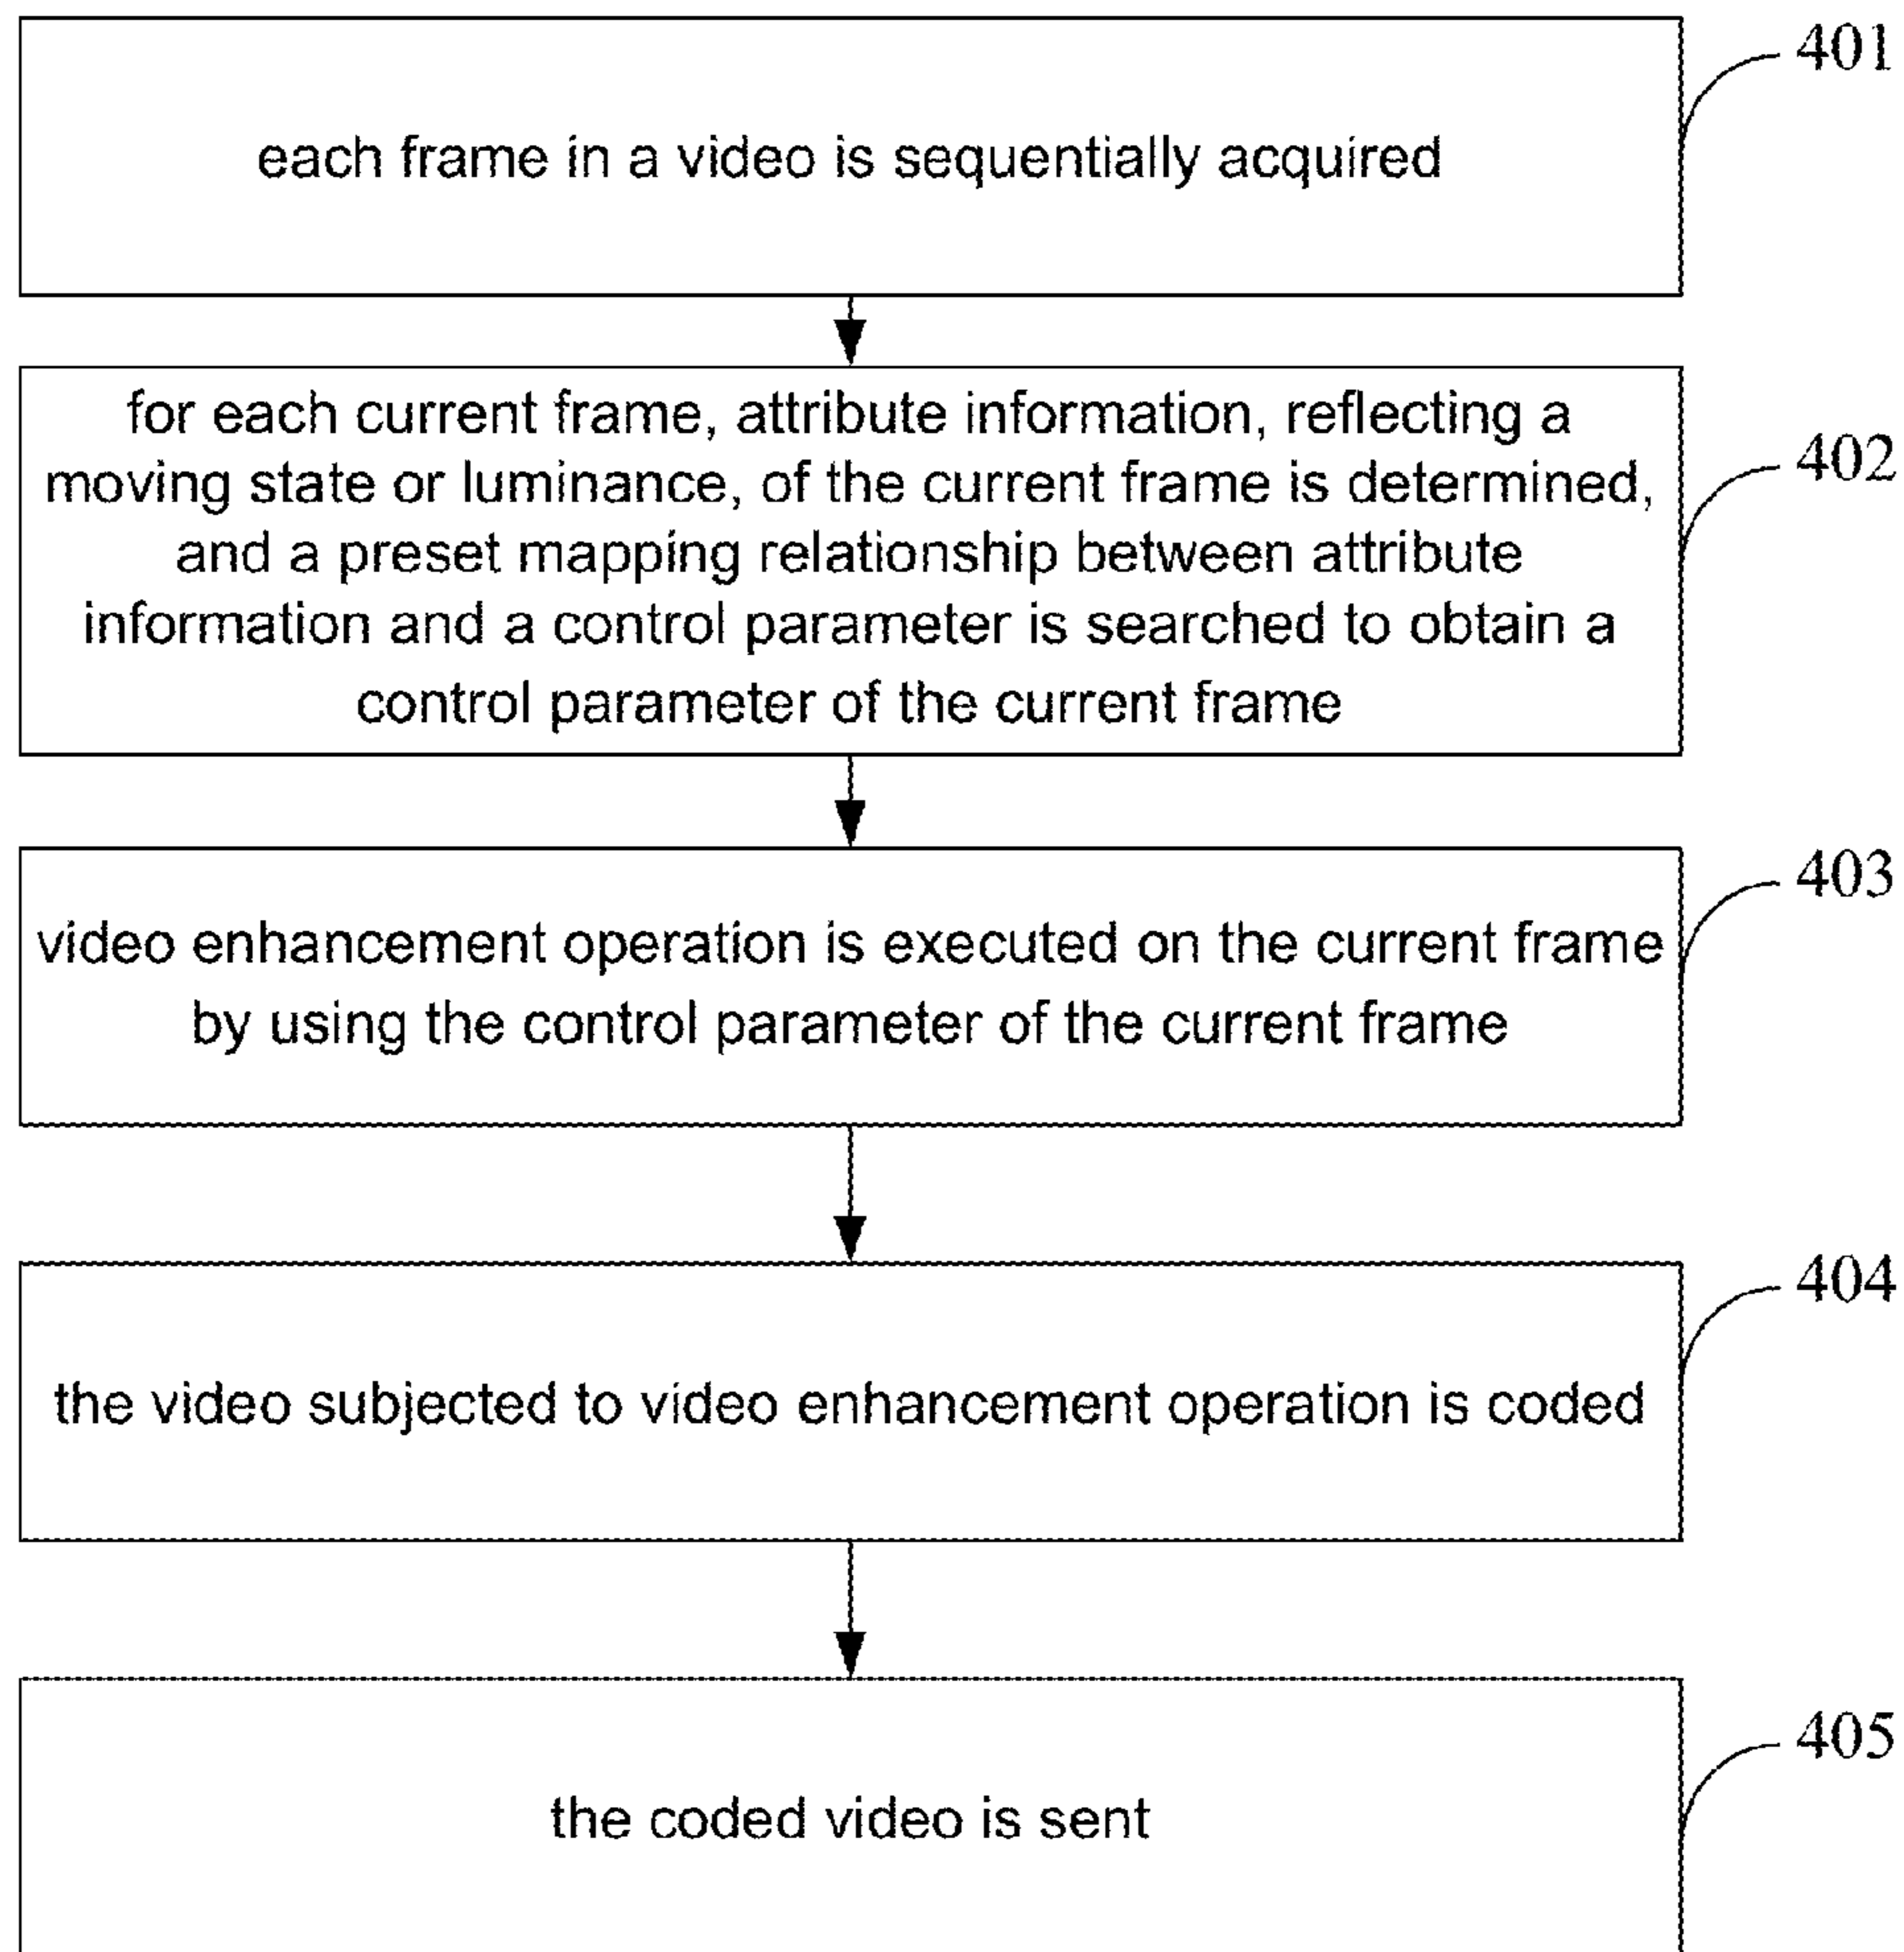 401
each frame in a video is sequentially acquired
for each current frame, attribute information, reflecting a
402
moving state or luminance, of the current frame is determined,
and a preset mapping relationship between attribute
information and a control parameter is searched to obtain a
control parameter of the current frame
403
video enhancement operation is executed on the current frame
by using the control parameter of the current frame
404
the video subjected to video enhancement operation is coded
405
the coded video is sent